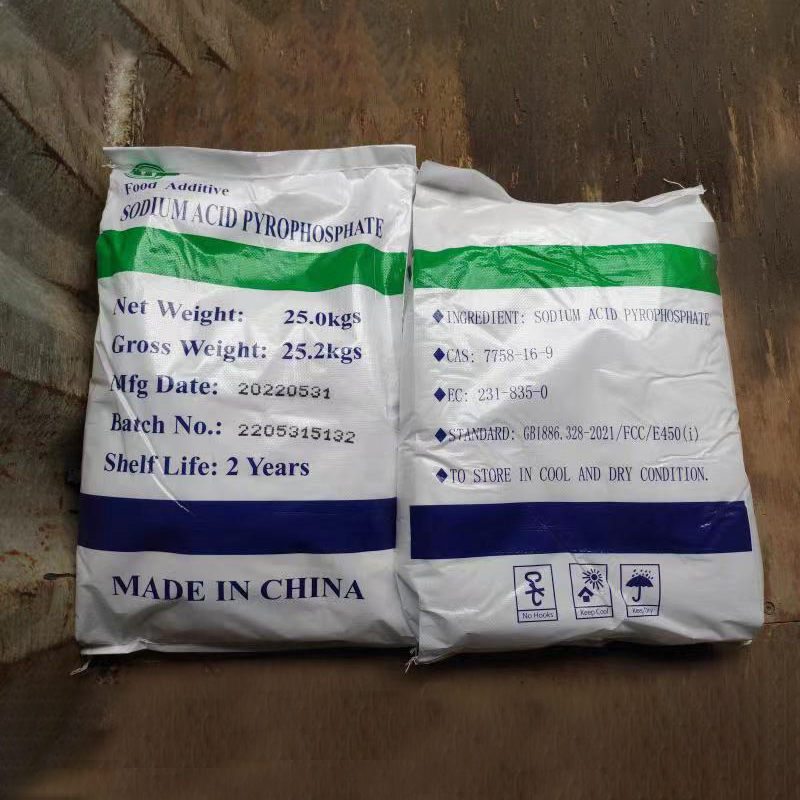 Food Additive
SODIUM ACID PYROPHOSPHATE
Net Weight: 25.0kgs
Gross Weight: 25.2kgs
Mfg Date: 20220531
Batch No.: 2205315132
Shelf Life: 2 Years
MADE IN CHINA
◆INGREDIENT: SODIUM ACID PYROPHOSPHATE
◆CAS: 7758-16-9
◆EC: 231-835-0
◆STANDARD: GB1886.328-2021/FCC/E450(i)
◆TO STORE IN COOL AND DRY CONDITION.
No Hooks
Keep Cool
Keep Dry